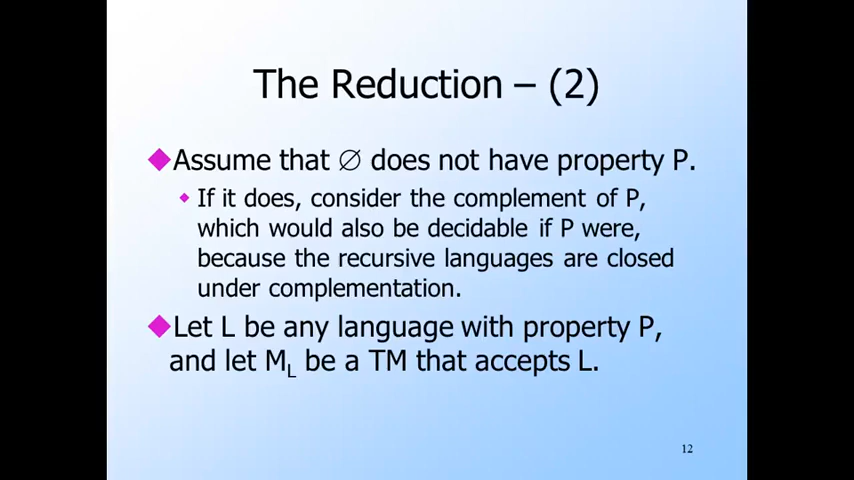 The Reduction – (2)
Assume that ∅ does not have property P.
If it does, consider the complement of P,
which would also be decidable if P were,
because the recursive languages are closed
under complementation.
Let L be any language with property P,
and let M_L be a TM that accepts L.
12